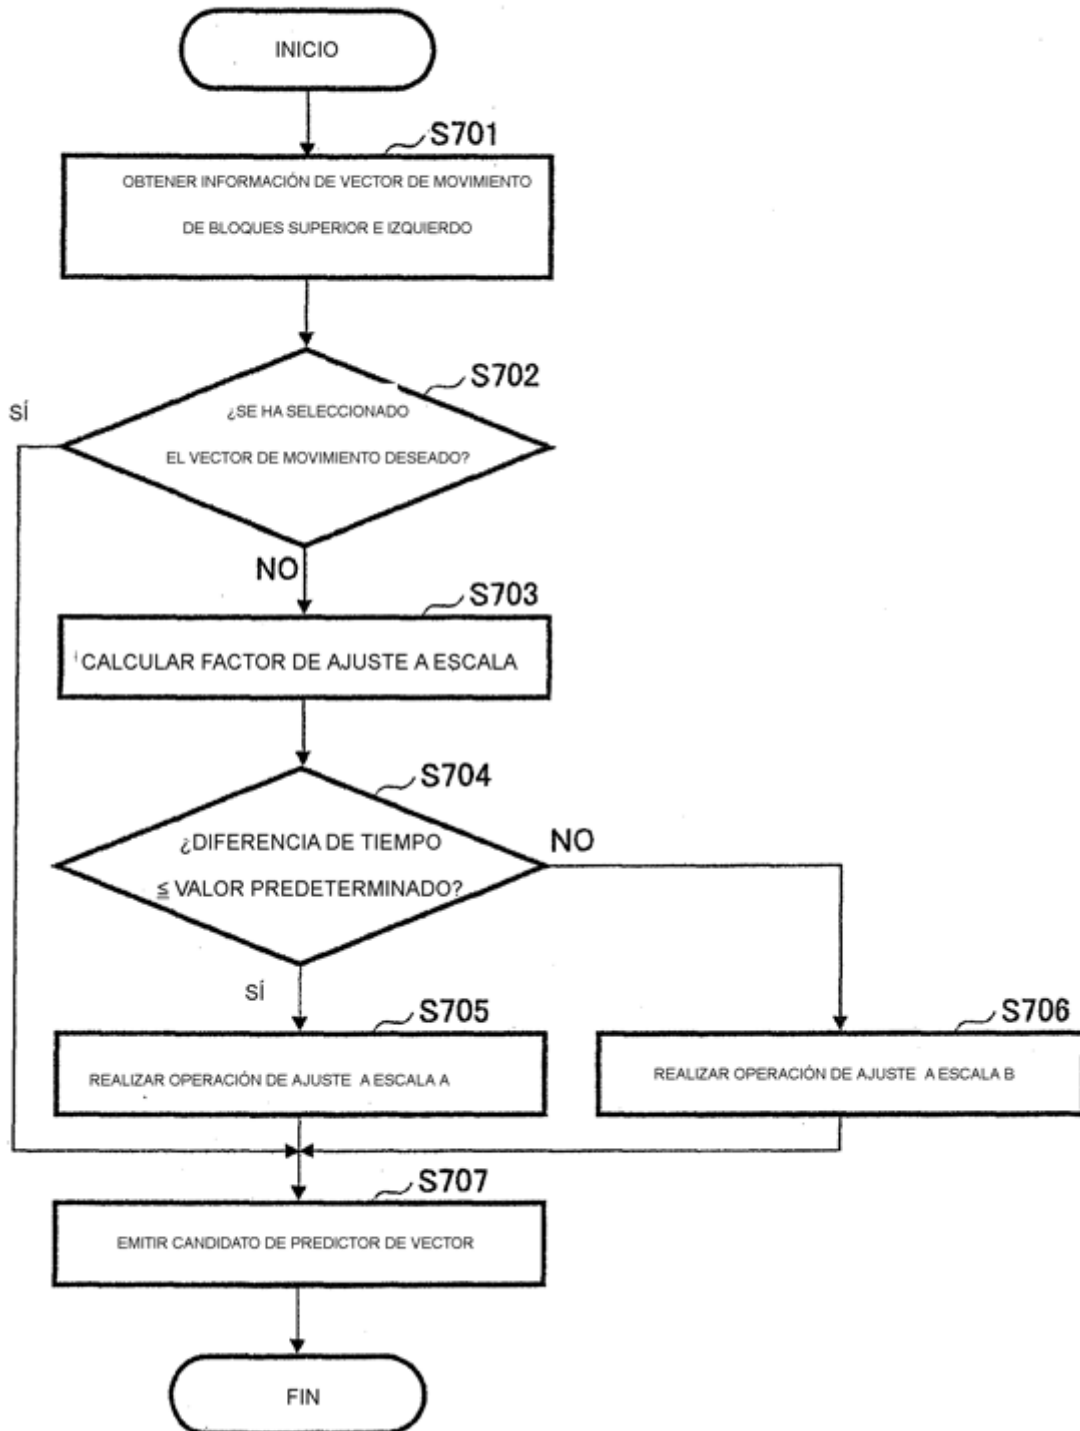 INICIO
S701
OBTENER INFORMACIÓN DE VECTOR DE MOVIMIENTO
DE BLOQUES SUPERIOR E IZQUIERDO
S702
SÍ
¿SE HA SELECCIONADO
EL VECTOR DE MOVIMIENTO DESEADO?
NO
S703
CALCULAR FACTOR DE AJUSTE A ESCALA
S704
¿DIFERENCIA DE TIEMPO
≤ VALOR PREDETERMINADO?
NO
SÍ
S705
REALIZAR OPERACIÓN DE AJUSTE A ESCALA A
S706
REALIZAR OPERACIÓN DE AJUSTE A ESCALA B
S707
EMITIR CANDIDATO DE PREDICTOR DE VECTOR
FIN